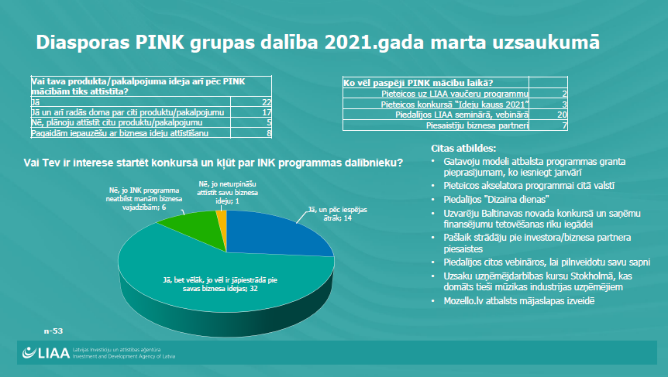 Diasporas PINK grupas dalība 2021.gada marta uzsaukumā
Vai tava produkta/pakalpojuma ideja arī pēc PINK
mācībām tiks attīstīta?
Jā 22
Jā un arī radās doma par citi produktu/pakalpojumu 17
Nē, plānoju attīstīt citu produktu/pakalpojumu 5
Pagaidām iepauzēšu ar biznesa ideju attīstīšanu 8
Ko vēl paspēji PINK mācību laikā?
Pieteicos uz LIAA vaučeru programmu 2
Pieteicos konkursā "Ideju kauss 2021" 3
Piedalījos LIAA seminārā, vebinārā 20
Piesaistīju biznesa partneri 7
Vai Tev ir interese startēt konkursā un kļūt par INK programmas dalībnieku?
Nē, jo INK programma
neatbilst manām biznesa
vajadzībām; 6
Nē, jo neturpināšu
attīstīt savu biznesa
ideju; 1
Jā, un pēc iespējas
ātrāk; 14
Jā, bet vēlāk, jo vēl ir jāpiestrādā pie
savas biznesa idejas; 32
n-53
Citas atbildes:
• Gatavoju modeli atbalsta programmas granta
pieprasījumam, ko iesniegt janvārī
• Pieteicos akselatora programmai citā valstī
• Piedalījos "Dizaina dienas"
• Uzvarēju Baltinavas novada konkursā un saņēmu
finansējumu tetovēšanas rīku iegādei
• Pašlaik strādāju pie investora/biznesa partnera
piesaistes
• Piedalījos citos vebināros, lai pilnveidotu savu sapni
• Uzsaku uzņēmējdarbības kursu Stokholmā, kas
domāts tieši mūzikas industrijas uzņēmējiem
• Mozello.lv atbalsts mājaslapas izveidē
LIAA
Latvijas Investīciju un attīstības aģentūra
Investment and Development Agency of Latvia